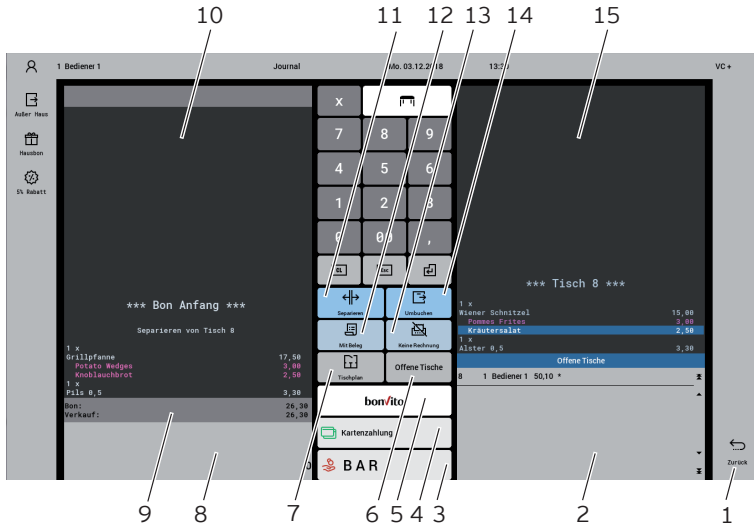 10 11 12 13 14 15
1 Bediener 1 Journal Mo. 03.12.2018 13:38 VC +
Außer Haus
Hausbon
5% Rabatt
*** Bon Anfang ***
Separieren von Tisch 8
1 x
Grillpfanne 17,50
Potato Wedges 3,00
Knoblauchbrot 2,50
1 x
Pils 0,5 3,30
Bon: 26,30
Verkauf: 26,30
X
7 8 9
4 5 6
1 2 3
0 00 ,
CL Esc
Separieren Umbuchen
Mit Beleg Keine Rechnung
Tischplan Offene Tische
bonVito
Kartenzahlung
BAR
*** Tisch 8 ***
1 x
Wiener Schnitzel 15,00
Pommes Frites 3,00
Kräutersalat 2,50
1 x
Alster 0,5 3,30
Offene Tische
8 1 Bediener 1 50,10 *
Zurück
9 8 7 6 5 4 3 2 1